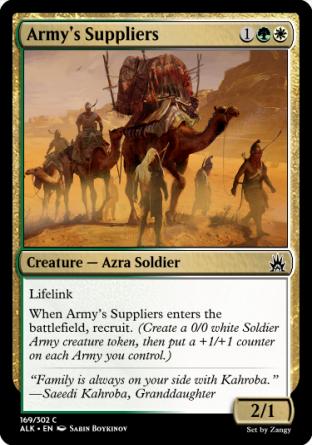 Army's Suppliers 1
Creature — Azra Soldier
Lifelink
When Army's Suppliers enters the
battlefield, recruit. (Create a 0/0 white Soldier
Army creature token, then put a +1/+1 counter
on each Army you control.)
“Family is always on your side with Kahroba.”
—Saeedi Kahroba, Granddaughter
2/1
169/302 C
ALK • EN Sabin Boykinov
Set by Zangy